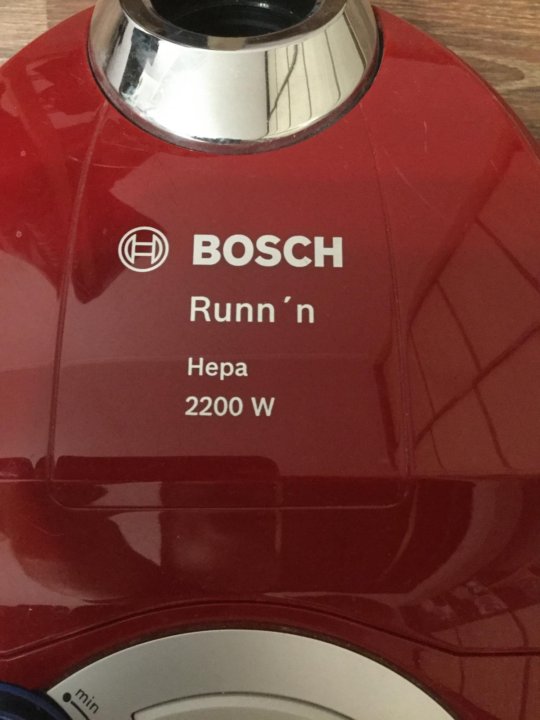 BOSCH
Runn´n
Hepa
2200 W
min